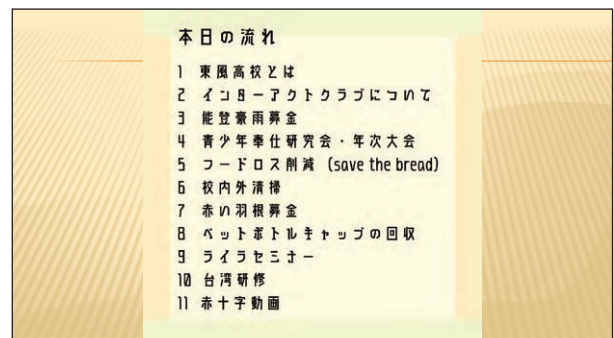 本日の流れ
1 東風高校とは
2 インターアクトクラブについて
3 能登豪雨募金
4 青少年奉仕研究会・年次大会
5 フードロス削減 (save the bread)
6 校内外清掃
7 赤い羽根募金
8 ペットボトルキャップの回収
9 ライラセミナー
10 台湾研修
11 赤十字動画